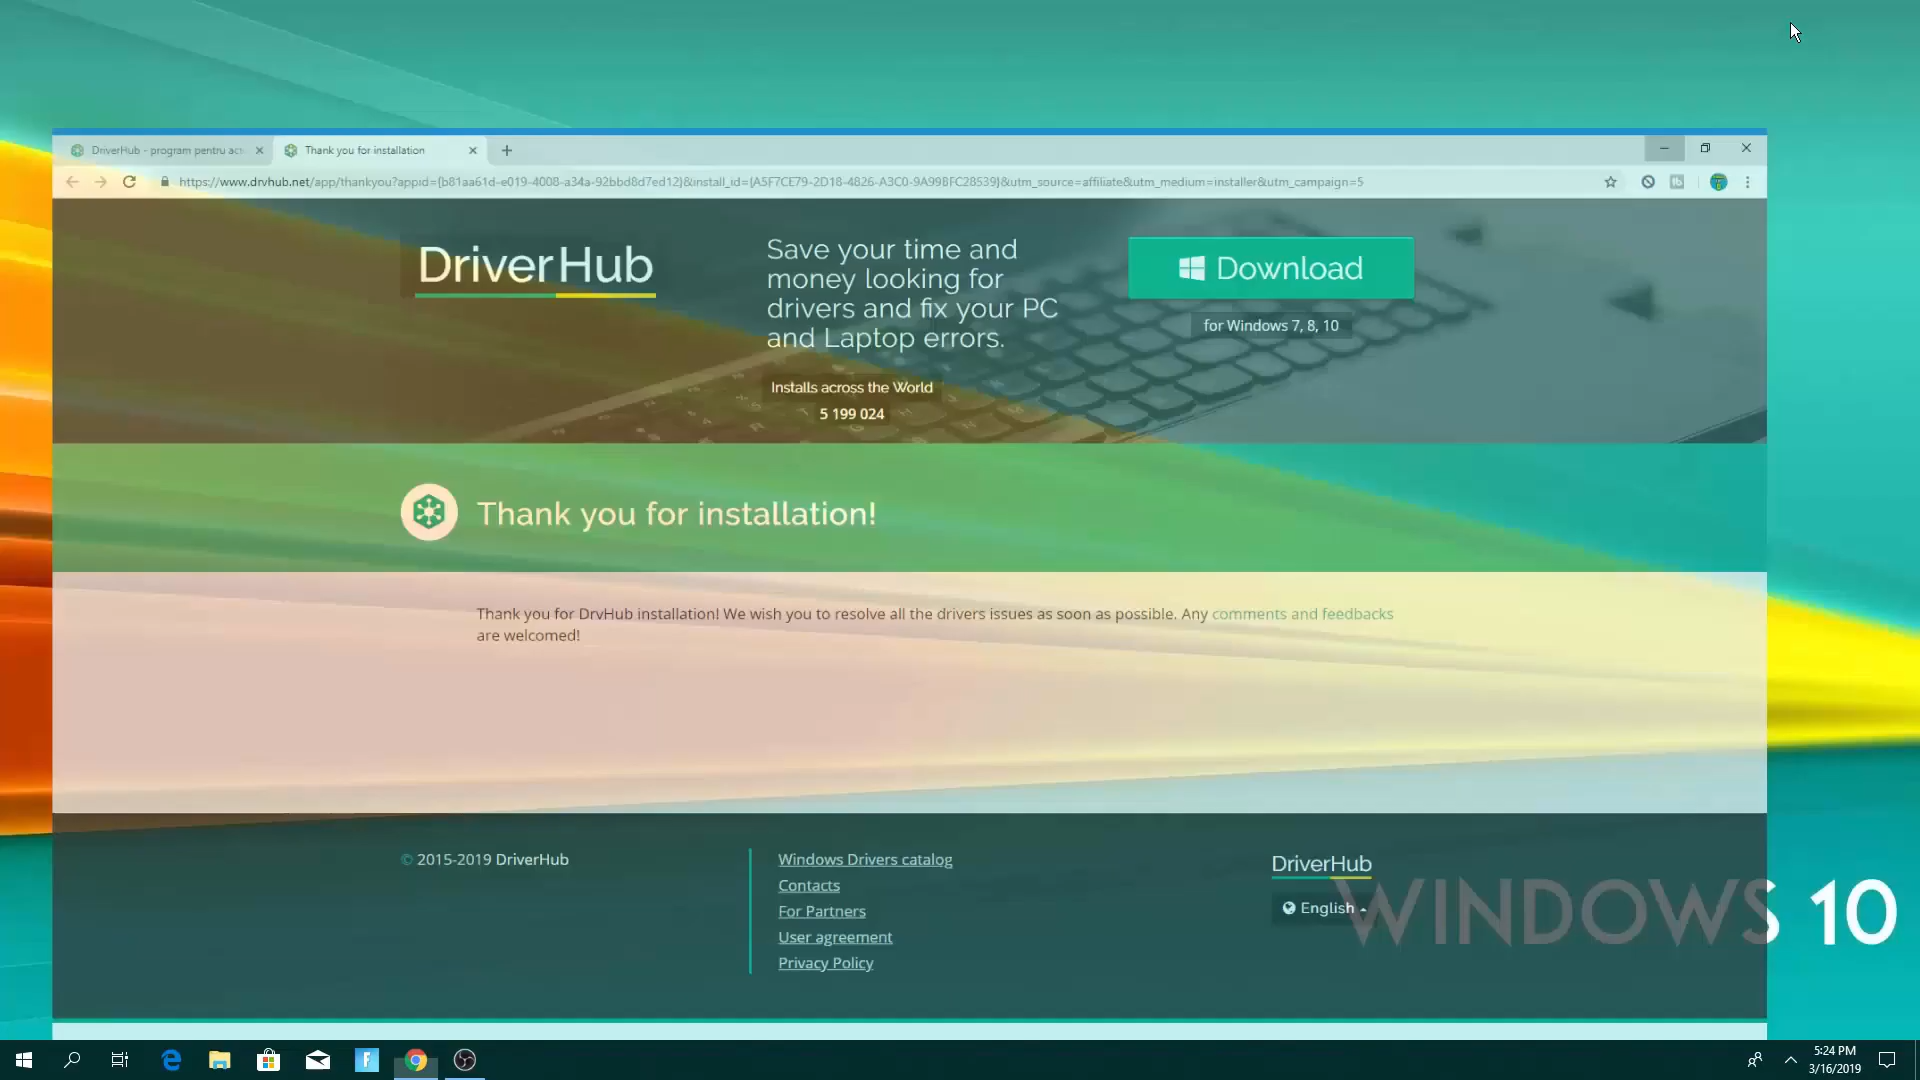 DriverHub - program pentru act
Thank you for installation
https://www.drvhub.net/app/thankyou?appid={b81aa61d-e019-4008-a34a-92bbd8d7ed12}&install_id={A5F7CE79-2D18-4826-A3C0-9A99BFC28539}&utm_source=affiliate&utm_medium=installer&utm_campaign=5
DriverHub
Save your time and
money looking for
drivers and fix your PC
and Laptop errors.
Installs across the World
5 199 024
Download
for Windows 7, 8, 10
Thank you for installation!
Thank you for DrvHub installation! We wish you to resolve all the drivers issues as soon as possible. Any comments and feedbacks
are welcomed!
© 2015-2019 DriverHub
Windows Drivers catalog
Contacts
For Partners
User agreement
Privacy Policy
DriverHub
English
WINDOWS 10
5:24 PM
3/16/2019